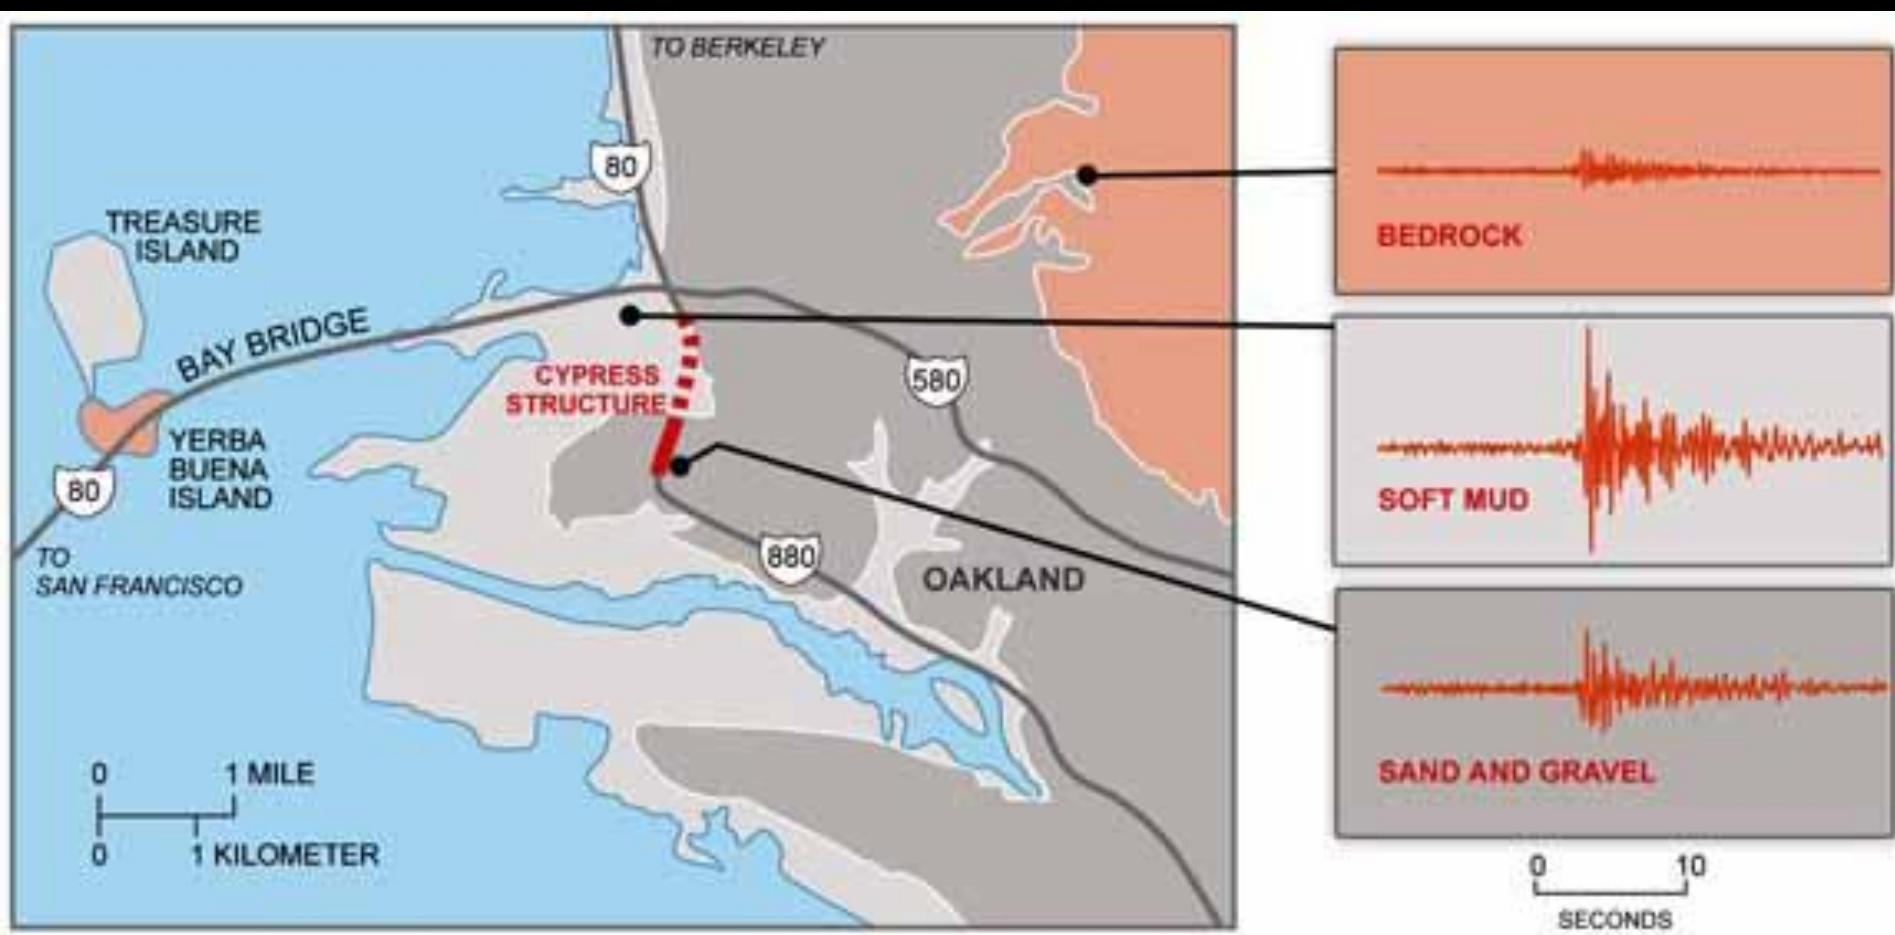 TO BERKELEY
80
TREASURE
ISLAND
BAY BRIDGE
CYPRESS
STRUCTURE
580
YERBA
BUENA
ISLAND
80
TO
SAN FRANCISCO
880
OAKLAND
0 1 MILE
0 1 KILOMETER
BEDROCK
SOFT MUD
SAND AND GRAVEL
0 10
SECONDS